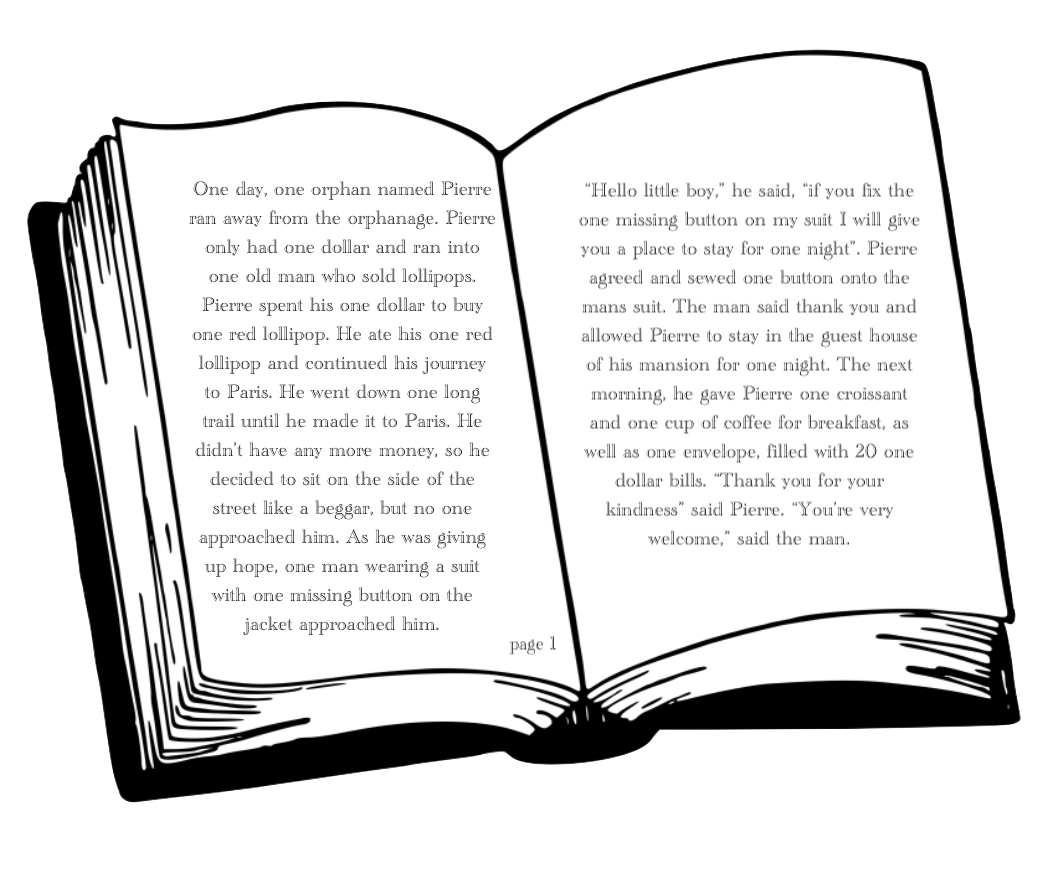 One day, one orphan named Pierre
ran away from the orphanage. Pierre
only had one dollar and ran into
one old man who sold lollipops.
Pierre spent his one dollar to buy
one red lollipop. He ate his one red
lollipop and continued his journey
to Paris. He went down one long
trail until he made it to Paris. He
didn't have any more money, so he
decided to sit on the side of the
street like a beggar, but no one
approached him. As he was giving
up hope, one man wearing a suit
with one missing button on the
jacket approached him.
page 1
“Hello little boy,” he said, “if you fix the
one missing button on my suit I will give
you a place to stay for one night”. Pierre
agreed and sewed one button onto the
mans suit. The man said thank you and
allowed Pierre to stay in the guest house
of his mansion for one night. The next
morning, he gave Pierre one croissant
and one cup of coffee for breakfast, as
well as one envelope, filled with 20 one
dollar bills. “Thank you for your
kindness” said Pierre. “You're very
welcome,” said the man.